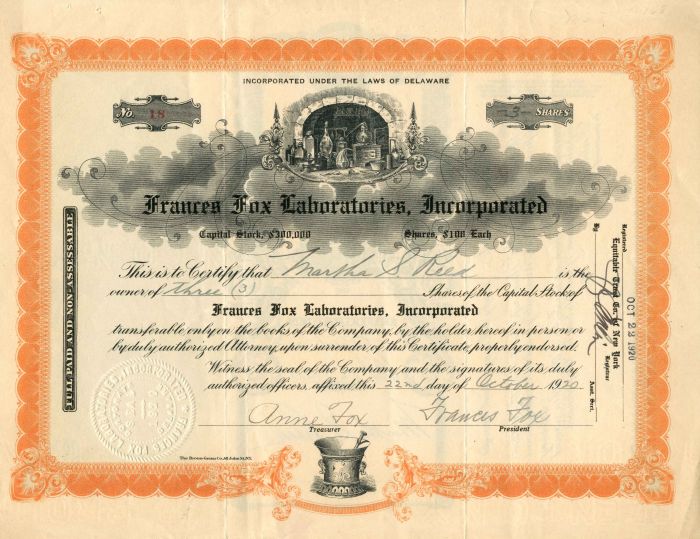 INCORPORATED UNDER THE LAWS OF DELAWARE
No. 18
3 SHARES
Frances Fox Laboratories, Incorporated
Capital Stock, $300,000 Shares, $100 Each
This is to Certify that Martha S Reed is the
owner of three (3) Shares of the Capital Stock of
Frances Fox Laboratories, Incorporated
transferable only on the books of the Company, by the holder hereof in person or
by duly authorized Attorney, upon surrender of this Certificate, properly endorsed.
Witness the seal of the Company and the signatures of its duly
authorized officers, affixed this 22nd day of October 1920.
Anne Fox Frances Fox
Treasurer President
FULL PAID AND NON-ASSESSABLE
Registered OCT 23 1920
Equitable Trust Co. of New York
Registrar
By
Asst. Sect.